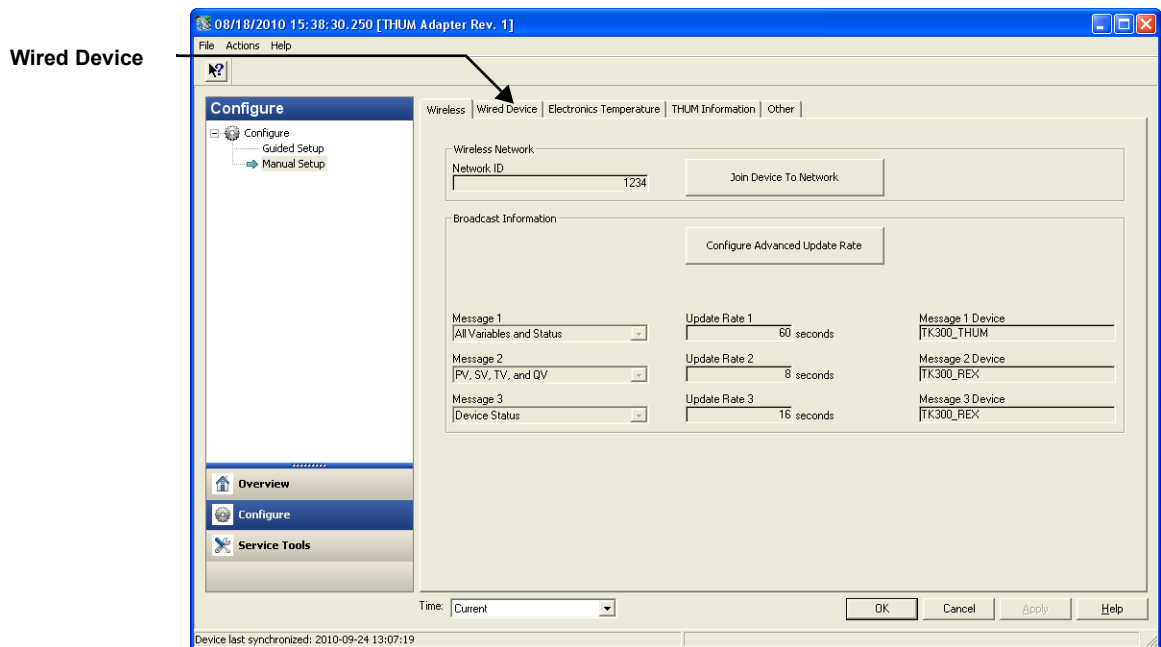 08/18/2010 15:38:30.250 [THUM Adapter Rev. 1]
File Actions Help
Wired Device
Configure
Configure
Guided Setup
Manual Setup
Wireless Wired Device Electronics Temperature THUM Information Other
Wireless Network
Network ID
1234
Join Device To Network
Broadcast Information
Configure Advanced Update Rate
Message 1 Update Rate 1 Message 1 Device
All Variables and Status 60 seconds TK300_THUM
Message 2 Update Rate 2 Message 2 Device
PV, SV, TV, and QV 8 seconds TK300_REX
Message 3 Update Rate 3 Message 3 Device
Device Status 16 seconds TK300_REX
Overview
Configure
Service Tools
Time: Current OK Cancel Apply Help
Device last synchronized: 2010-09-24 13:07:19